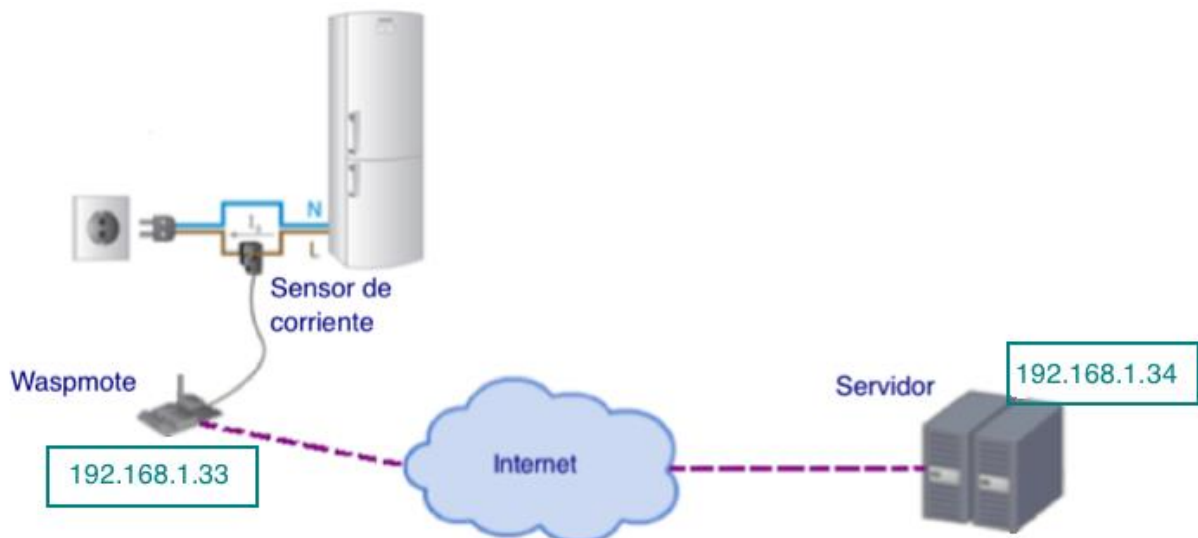 N
L
Sensor de
corriente
Waspmote
192.168.1.33
Internet
Servidor
192.168.1.34